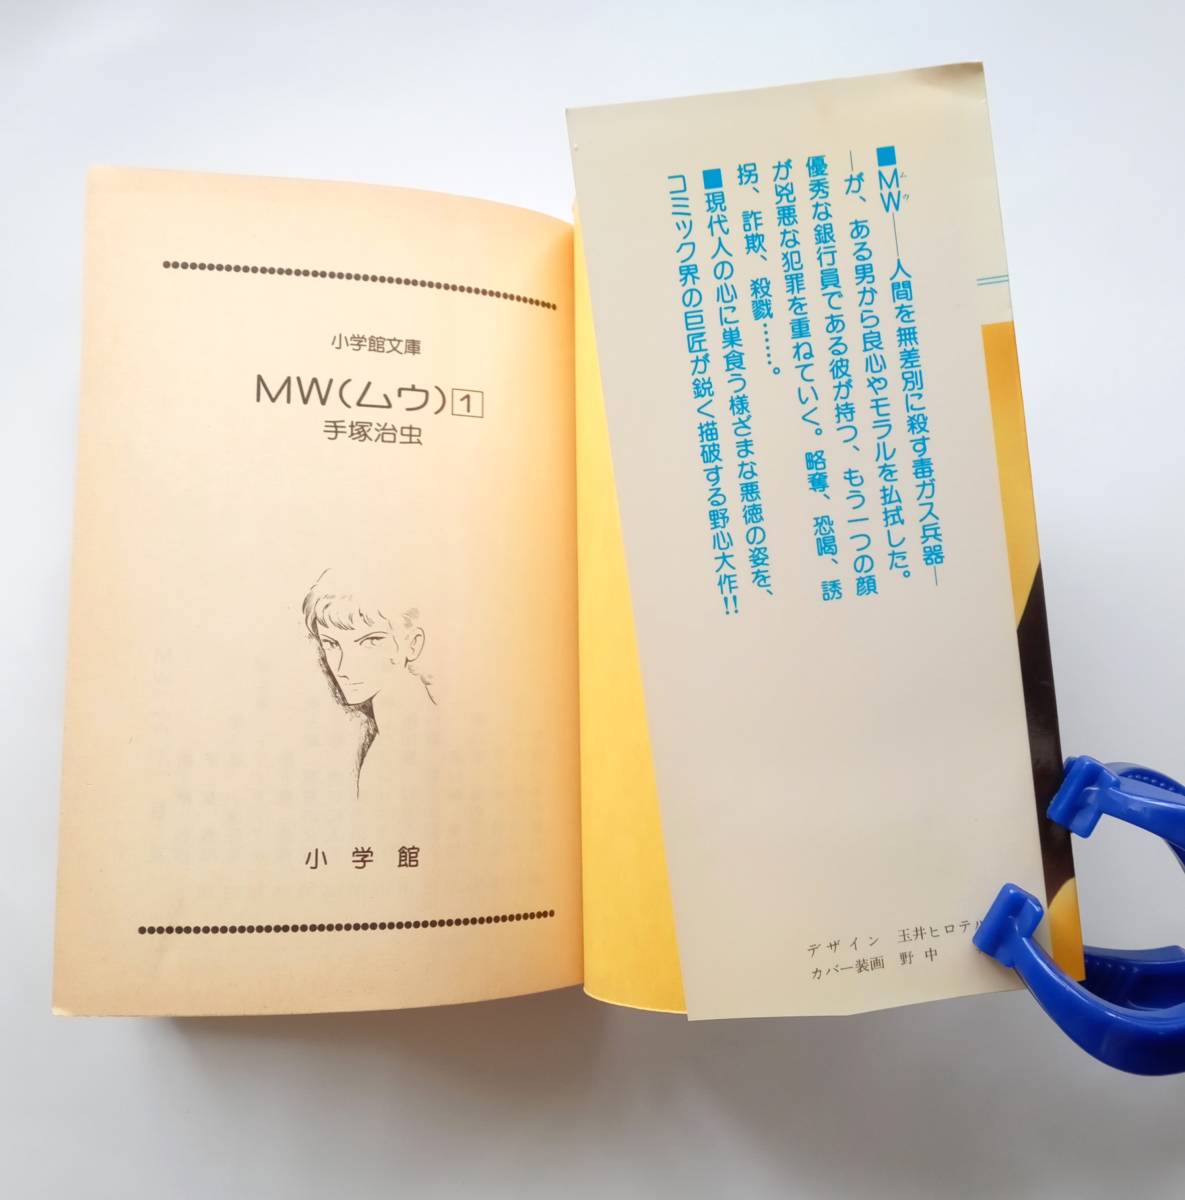 小学館文庫
MW(ムウ)1
手塚治虫
小学館
■MW――人間を無差別に殺す毒ガス兵器―
ムウ
―が、ある男から良心やモラルを払拭した。
優秀な銀行員である彼が持つ、もう一つの顔
が兇悪な犯罪を重ねていく。略奪、恐喝、誘
拐、詐欺、殺戮……。
■現代人の心に巣食う様ざまな悪徳の姿を、
コミック界の巨匠が鋭く描破する野心大作!!
デザイン 玉井ヒロテル
カバー装画 野中